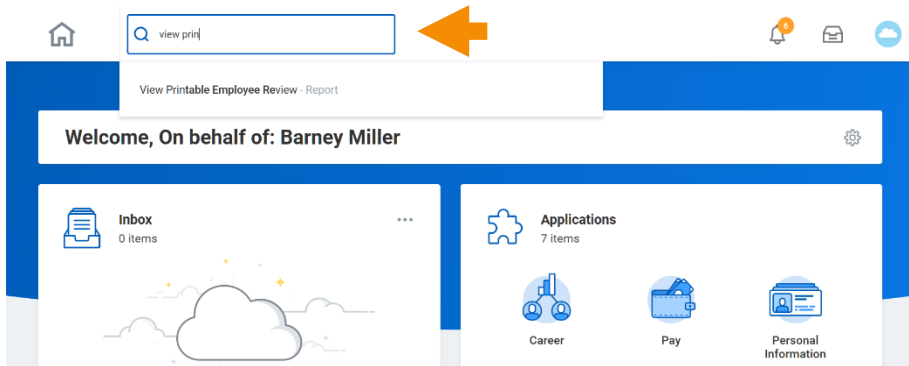 view prin
6
View Printable Employee Review - Report
Welcome, On behalf of: Barney Miller
Inbox
0 items
Applications
7 items
Career
Pay
Personal
Information